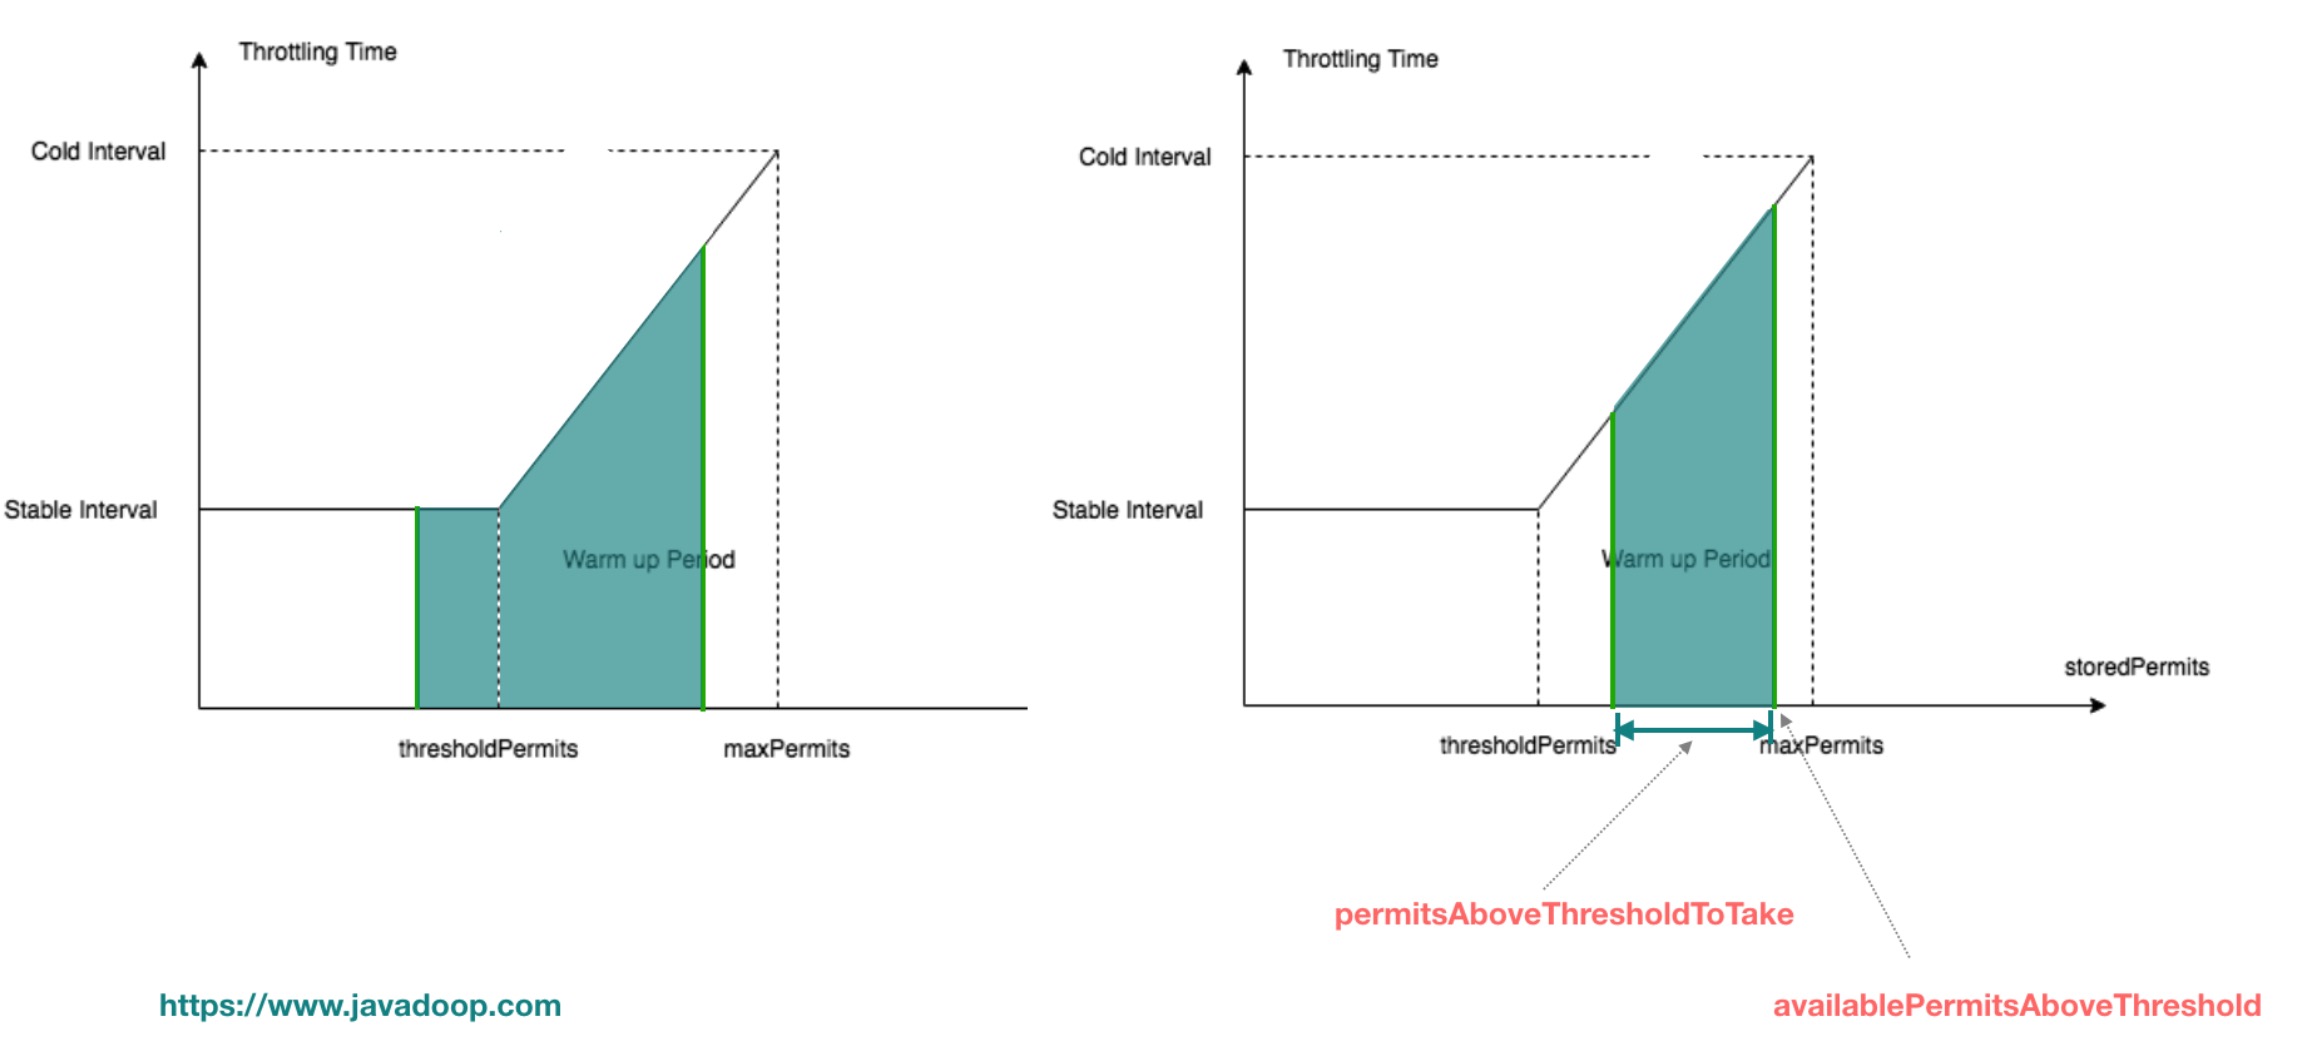 Throttling Time
Cold Interval
Stable Interval
Warm up Period
thresholdPermits
maxPermits
Throttling Time
Cold Interval
Stable Interval
Warm up Period
storedPermits
thresholdPermits
maxPermits
permitsAboveThresholdToTake
https://www.javadoop.com
availablePermitsAboveThreshold